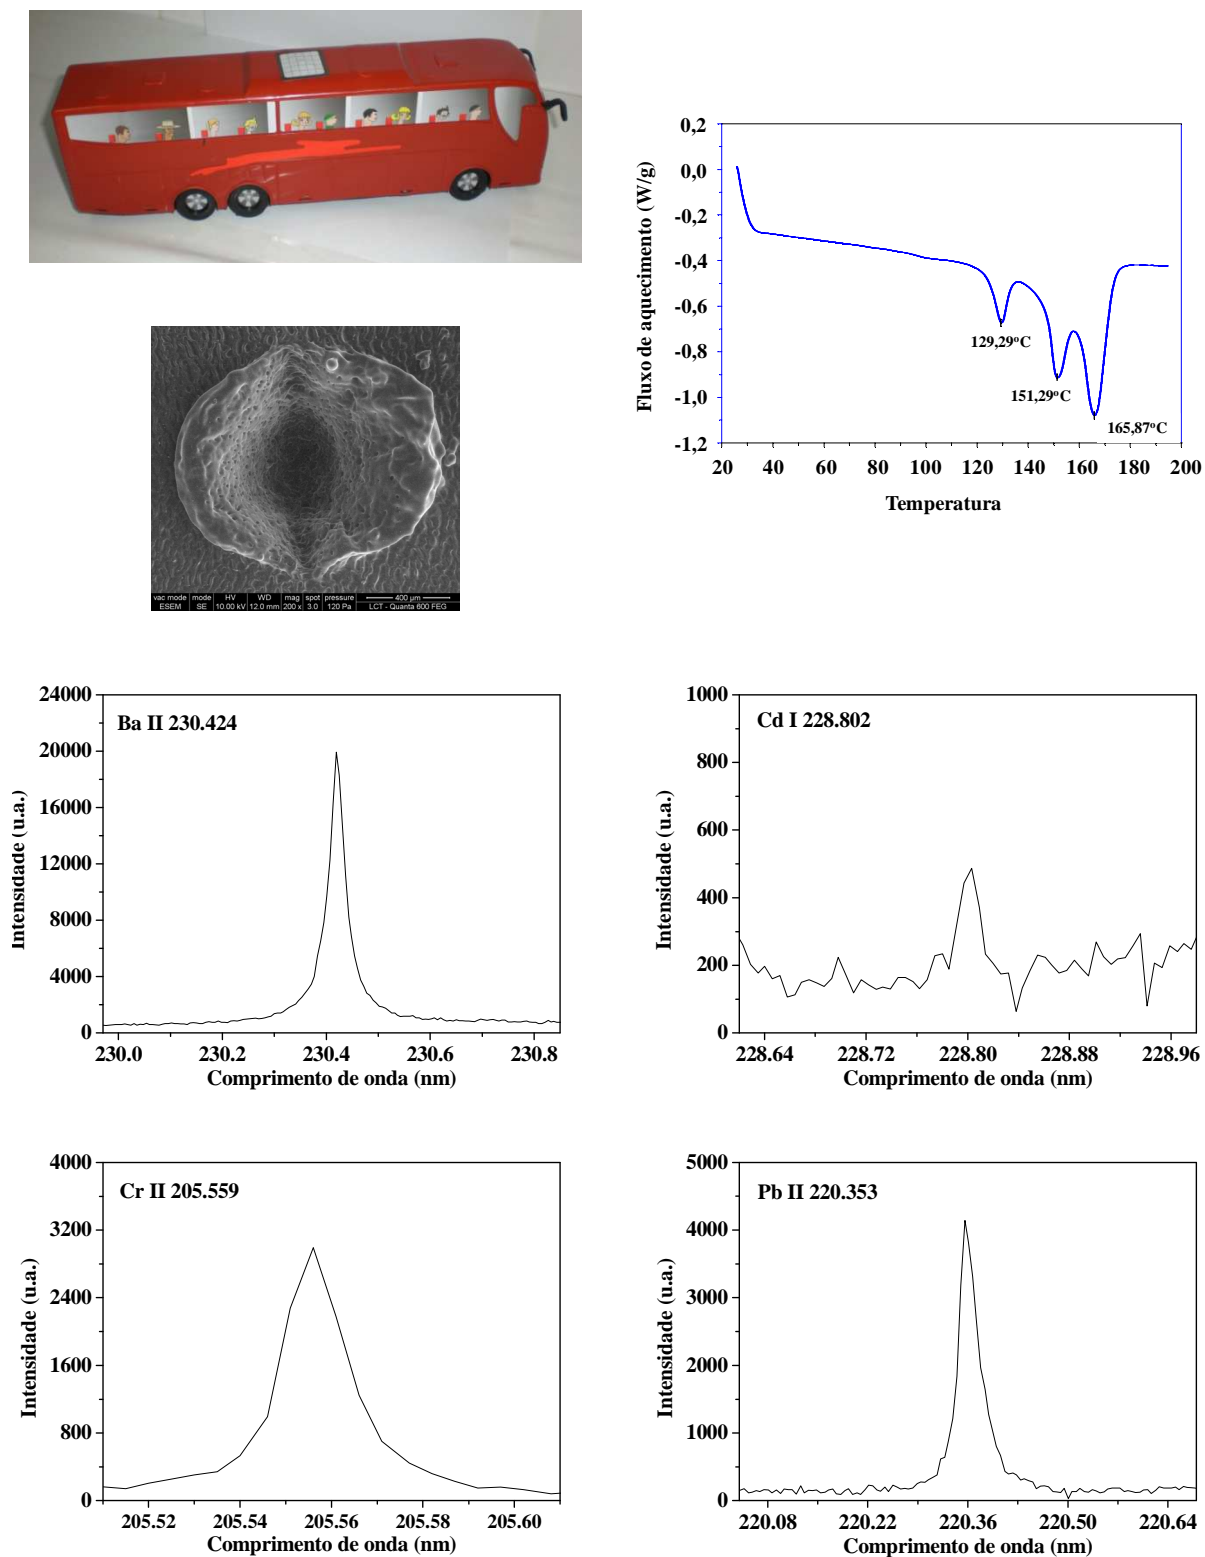 0,2
0,0
-0,2
-0,4
-0,6
-0,8
-1,0
-1,2
Fluxo de aquecimento (W/g)
129,29ºC
151,29ºC
165,87ºC
20 40 60 80 100 120 140 160 180 200
Temperatura
vac mode mode HV WD mag spot pressure 400 µm
ESEM SE 10.00 kV 12.0 mm 200 x 3.0 120 Pa LCT - Quanta 600 FEG
Ba II 230.424
24000
20000
16000
12000
8000
4000
0
Intensidade (u.a.)
230.0 230.2 230.4 230.6 230.8
Comprimento de onda (nm)
Cd I 228.802
1000
800
600
400
200
0
Intensidade (u.a.)
228.64 228.72 228.80 228.88 228.96
Comprimento de onda (nm)
Cr II 205.559
4000
3200
2400
1600
800
0
Intensidade (u.a.)
205.52 205.54 205.56 205.58 205.60
Comprimento de onda (nm)
Pb II 220.353
5000
4000
3000
2000
1000
0
Intensidade (u.a.)
220.08 220.22 220.36 220.50 220.64
Comprimento de onda (nm)